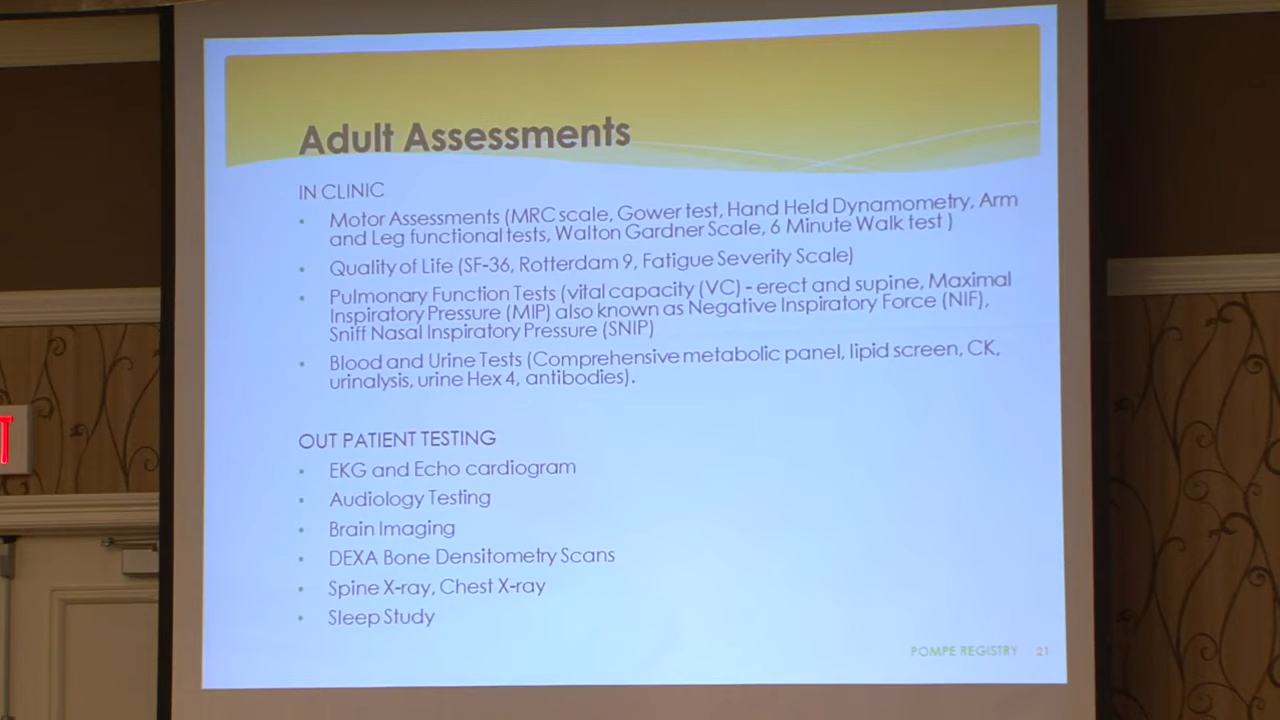 Adult Assessments
IN CLINIC
• Motor Assessments (MRC scale, Gower test, Hand Held Dynamometry, Arm
and Leg functional tests, Walton Gardner Scale, 6 Minute Walk test )
• Quality of Life (SF-36, Rotterdam 9, Fatigue Severity Scale)
• Pulmonary Function Tests (vital capacity (VC) - erect and supine, Maximal
Inspiratory Pressure (MIP) also known as Negative Inspiratory Force (NIF),
Sniff Nasal Inspiratory Pressure (SNIP)
• Blood and Urine Tests (Comprehensive metabolic panel, lipid screen, CK,
urinalysis, urine Hex 4, antibodies).
OUT PATIENT TESTING
• EKG and Echo cardiogram
• Audiology Testing
• Brain Imaging
• DEXA Bone Densitometry Scans
• Spine X-ray, Chest X-ray
• Sleep Study
POMPE REGISTRY 21
T